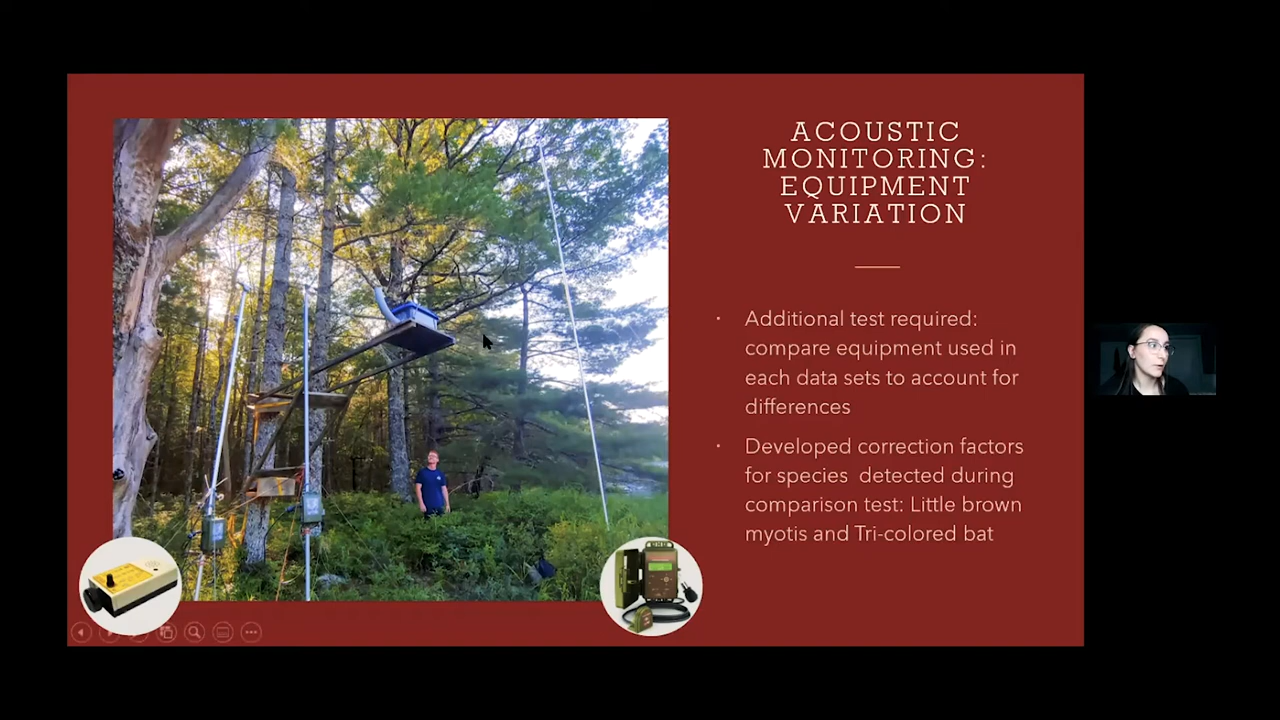 ACOUSTIC
MONITORING:
EQUIPMENT
VARIATION
· Additional test required:
compare equipment used in
each data sets to account for
differences
· Developed correction factors
for species detected during
comparison test: Little brown
myotis and Tri-colored bat